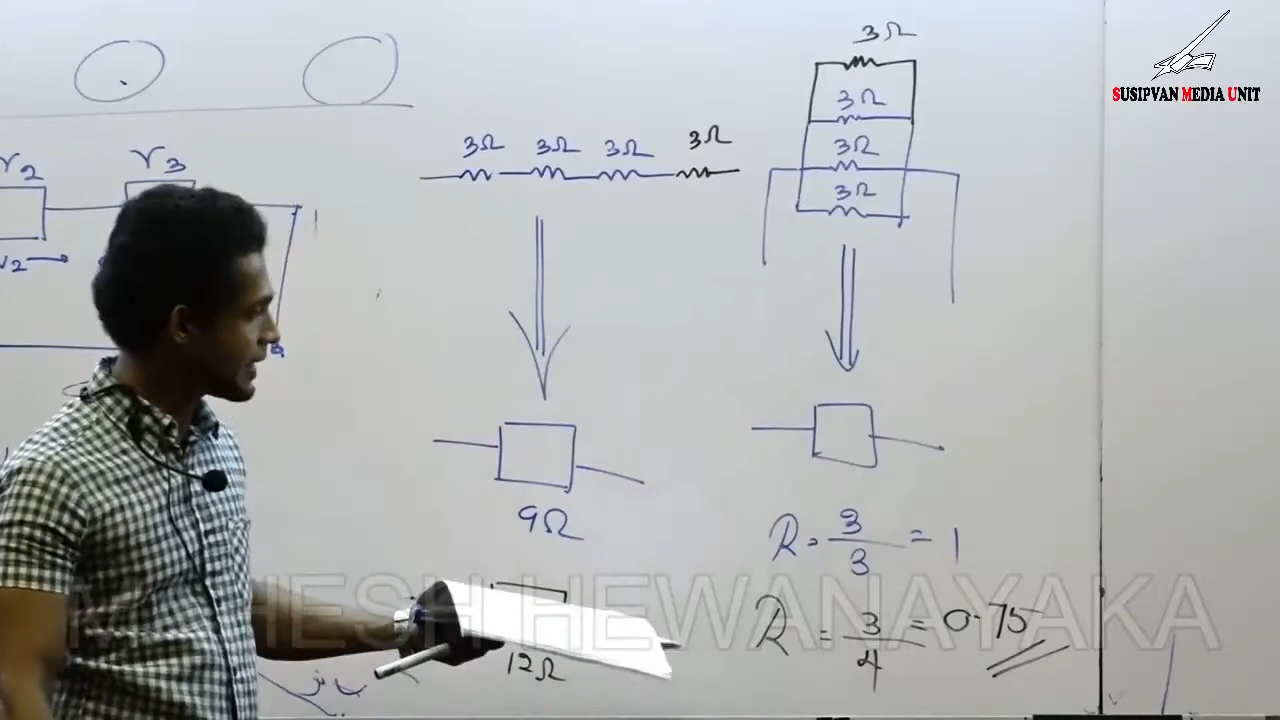 SUSIPVAN MEDIA UNIT
r2
r3
3Ω 3Ω 3Ω 3Ω
3Ω
3Ω
3Ω
3Ω
9Ω
12Ω
R = 3/3 = 1
R = 3/4 = 0.75
HESH HEWANAYAKA